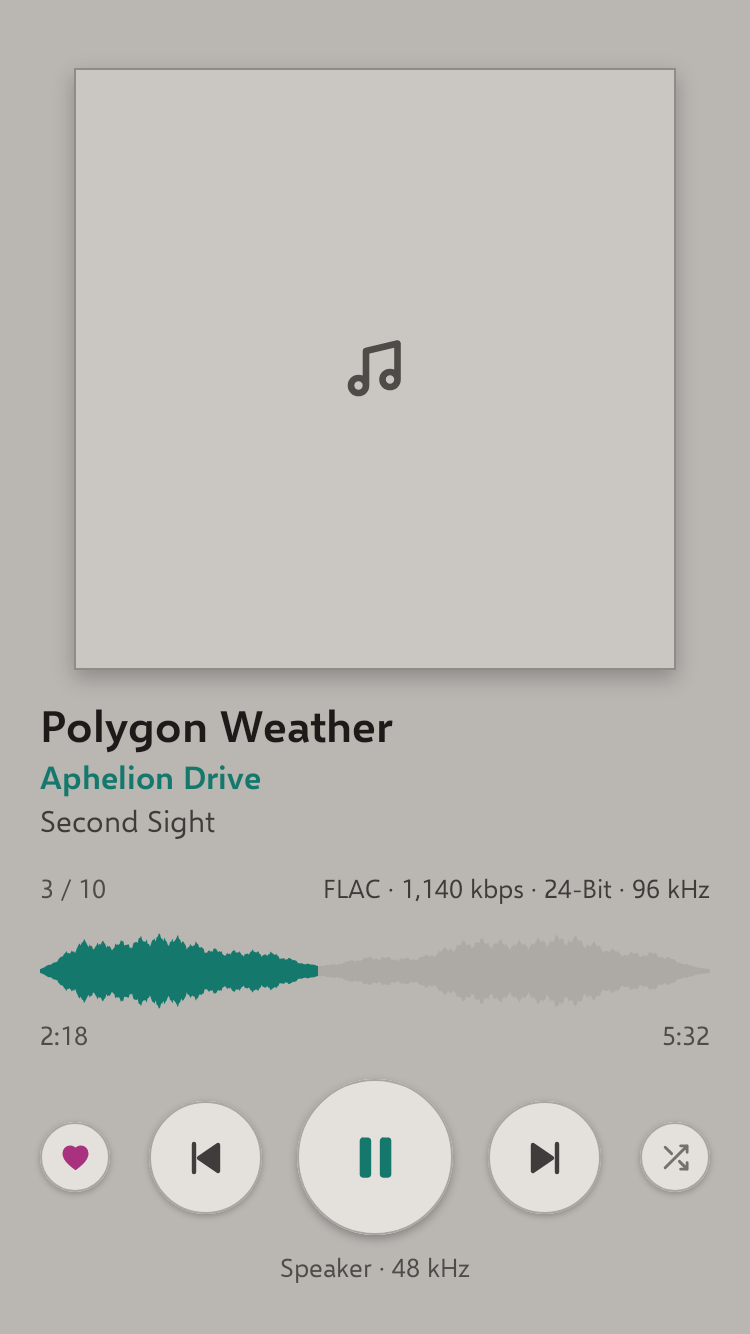 Polygon Weather
Aphelion Drive
Second Sight
3 / 10
FLAC · 1,140 kbps · 24-Bit · 96 kHz
2:18
5:32
Speaker · 48 kHz